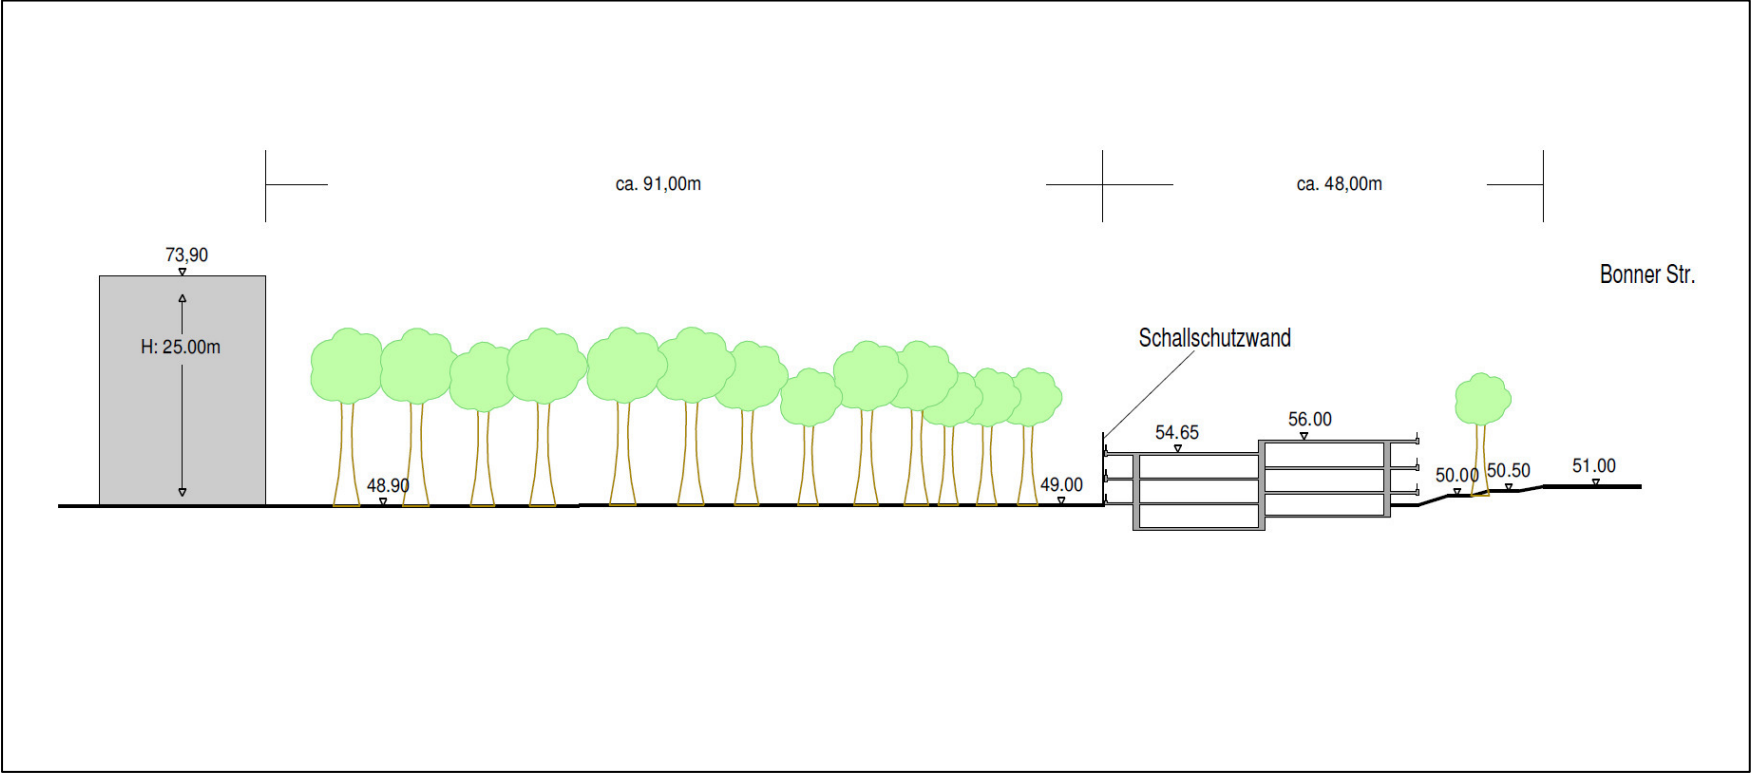 ca. 91,00m
ca. 48,00m
73,90
Bonner Str.
H: 25.00m
Schallschutzwand
54.65
56.00
48.90
49.00
50.00
50.50
51.00